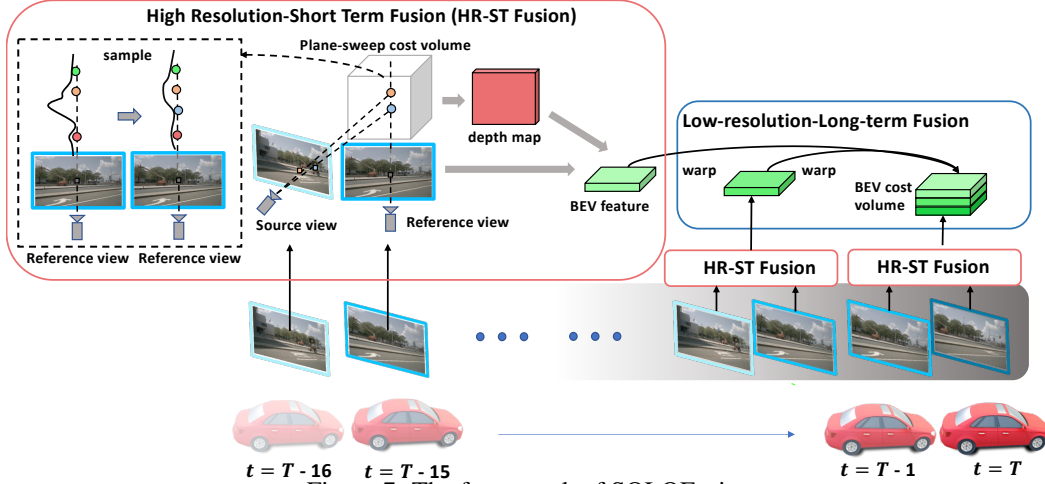 High Resolution-Short Term Fusion (HR-ST Fusion)
Plane-sweep cost volume
sample
depth map
Low-resolution-Long-term Fusion
warp
warp
BEV cost
volume
BEV feature
Source view
Reference view
Reference view
Reference view
HR-ST Fusion
HR-ST Fusion
t = T - 16
t = T - 15
t = T - 1
t = T